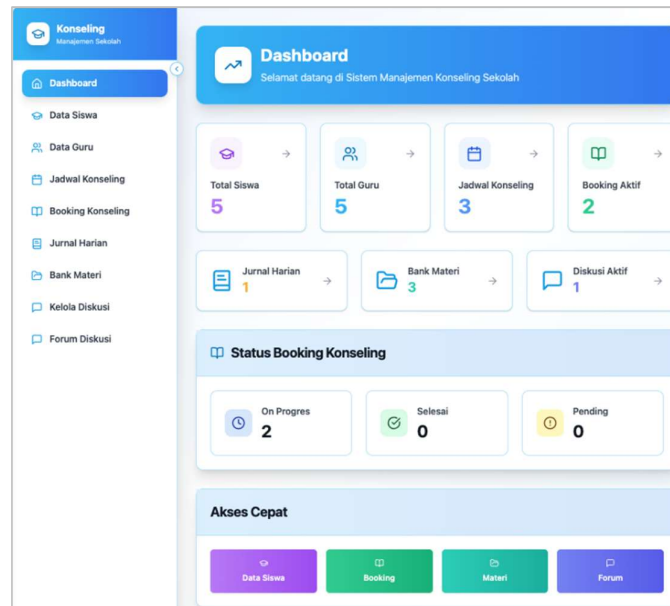 Konseling
Manajemen Sekolah
Dashboard
Data Siswa
Data Guru
Jadwal Konseling
Booking Konseling
Jurnal Harian
Bank Materi
Kelola Diskusi
Forum Diskusi
Dashboard
Selamat datang di Sistem Manajemen Konseling Sekolah
Total Siswa
5
Total Guru
5
Jadwal Konseling
3
Booking Aktif
2
Jurnal Harian
1
Bank Materi
3
Diskusi Aktif
1
Status Booking Konseling
On Progres
2
Selesai
0
Pending
0
Akses Cepat
Data Siswa
Booking
Materi
Forum